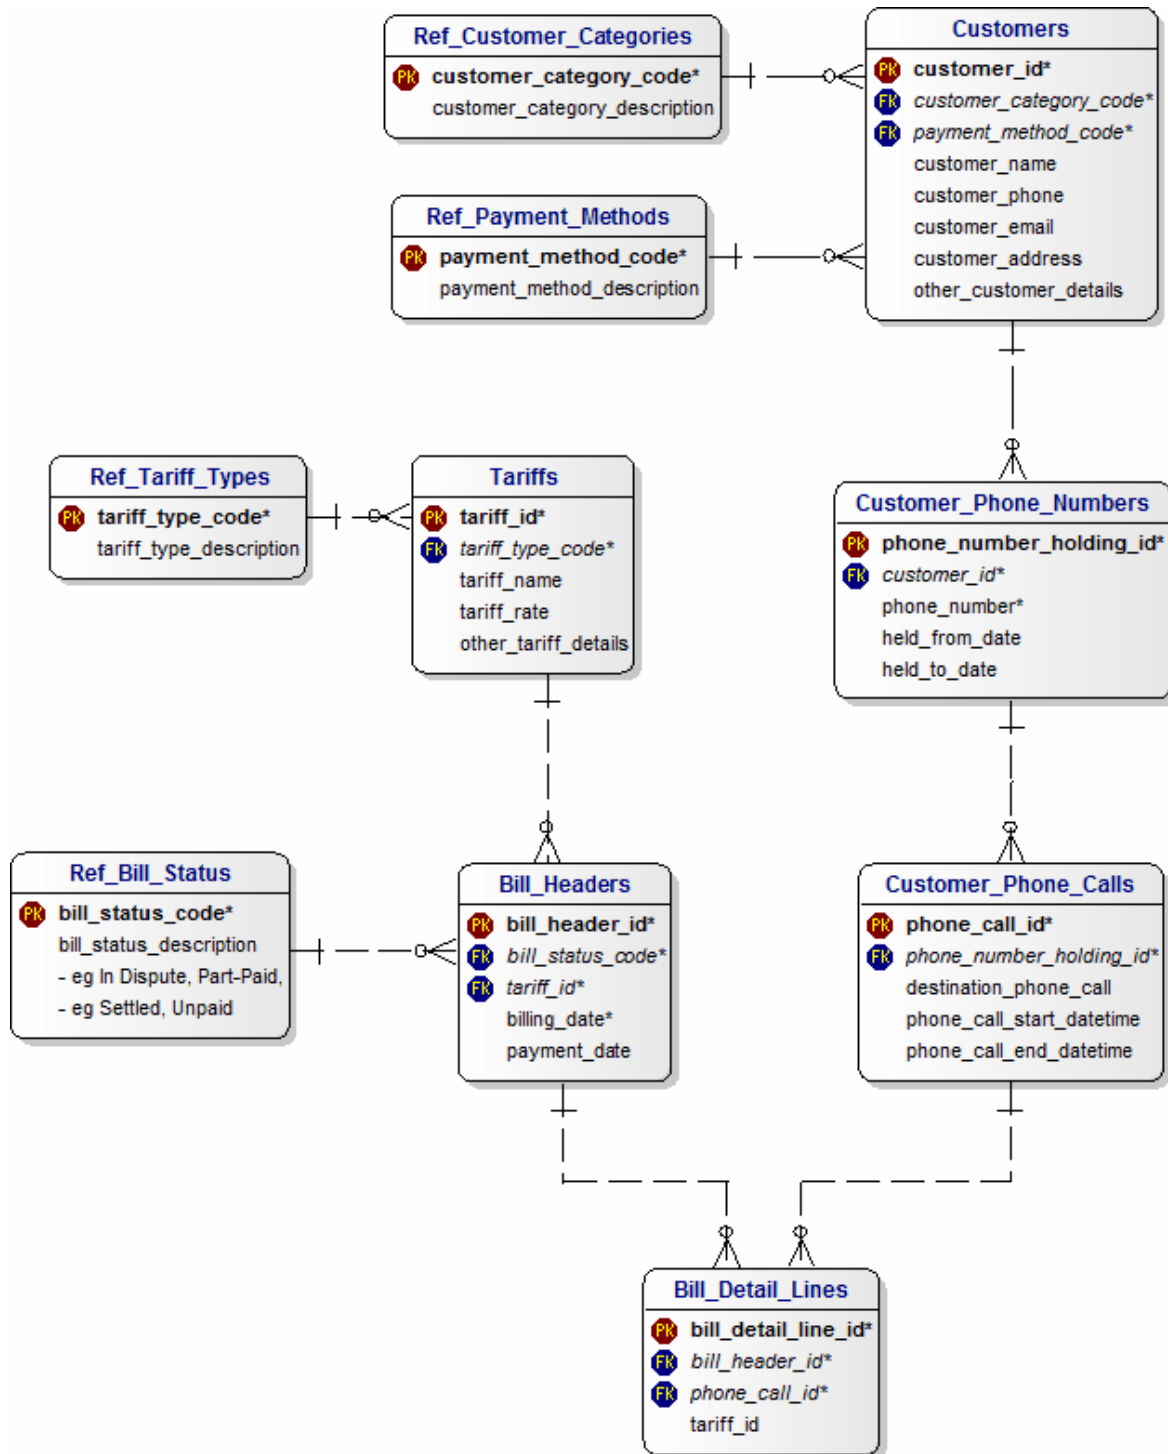 Ref_Customer_Categories
PK customer_category_code*
customer_category_description
Customers
PK customer_id*
FK customer_category_code*
FK payment_method_code*
customer_name
customer_phone
customer_email
customer_address
other_customer_details
Ref_Payment_Methods
PK payment_method_code*
payment_method_description
Ref_Tariff_Types
PK tariff_type_code*
tariff_type_description
Tariffs
PK tariff_id*
FK tariff_type_code*
tariff_name
tariff_rate
other_tariff_details
Customer_Phone_Numbers
PK phone_number_holding_id*
FK customer_id*
phone_number*
held_from_date
held_to_date
Ref_Bill_Status
PK bill_status_code*
bill_status_description
- eg In Dispute, Part-Paid,
- eg Settled, Unpaid
Bill_Headers
PK bill_header_id*
FK bill_status_code*
FK tariff_id*
billing_date*
payment_date
Customer_Phone_Calls
PK phone_call_id*
FK phone_number_holding_id*
destination_phone_call
phone_call_start_datetime
phone_call_end_datetime
Bill_Detail_Lines
PK bill_detail_line_id*
FK bill_header_id*
FK phone_call_id*
tariff_id